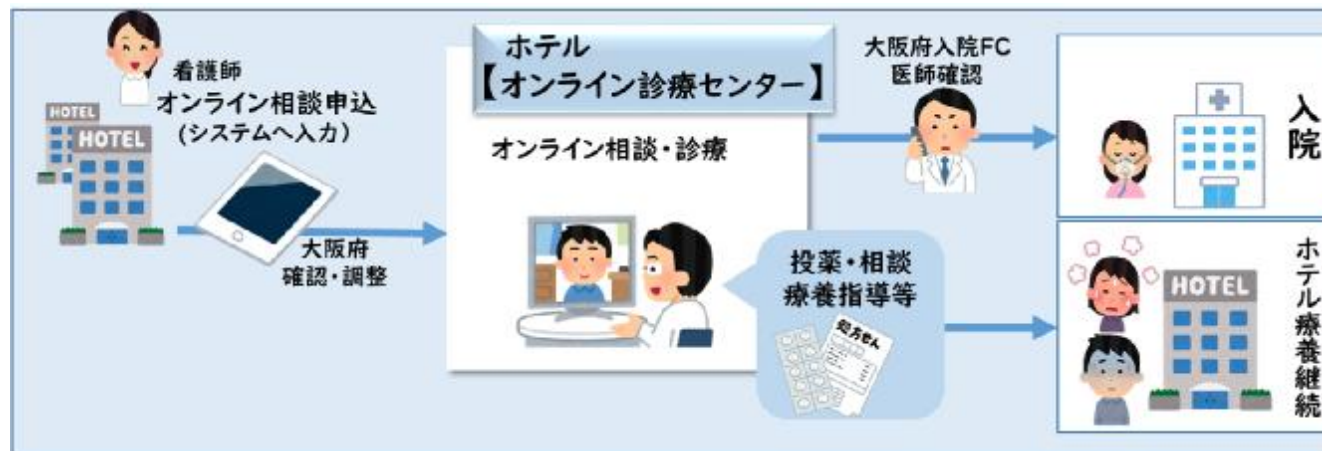 看護師
オンライン相談申込
(システムへ入力)
HOTEL
HOTEL
大阪府
確認・調整
ホテル
【オンライン診療センター】
オンライン相談・診療
投薬・相談
療養指導等
処方せん
大阪府入院FC
医師確認
入院
HOTEL
ホテル療養継続